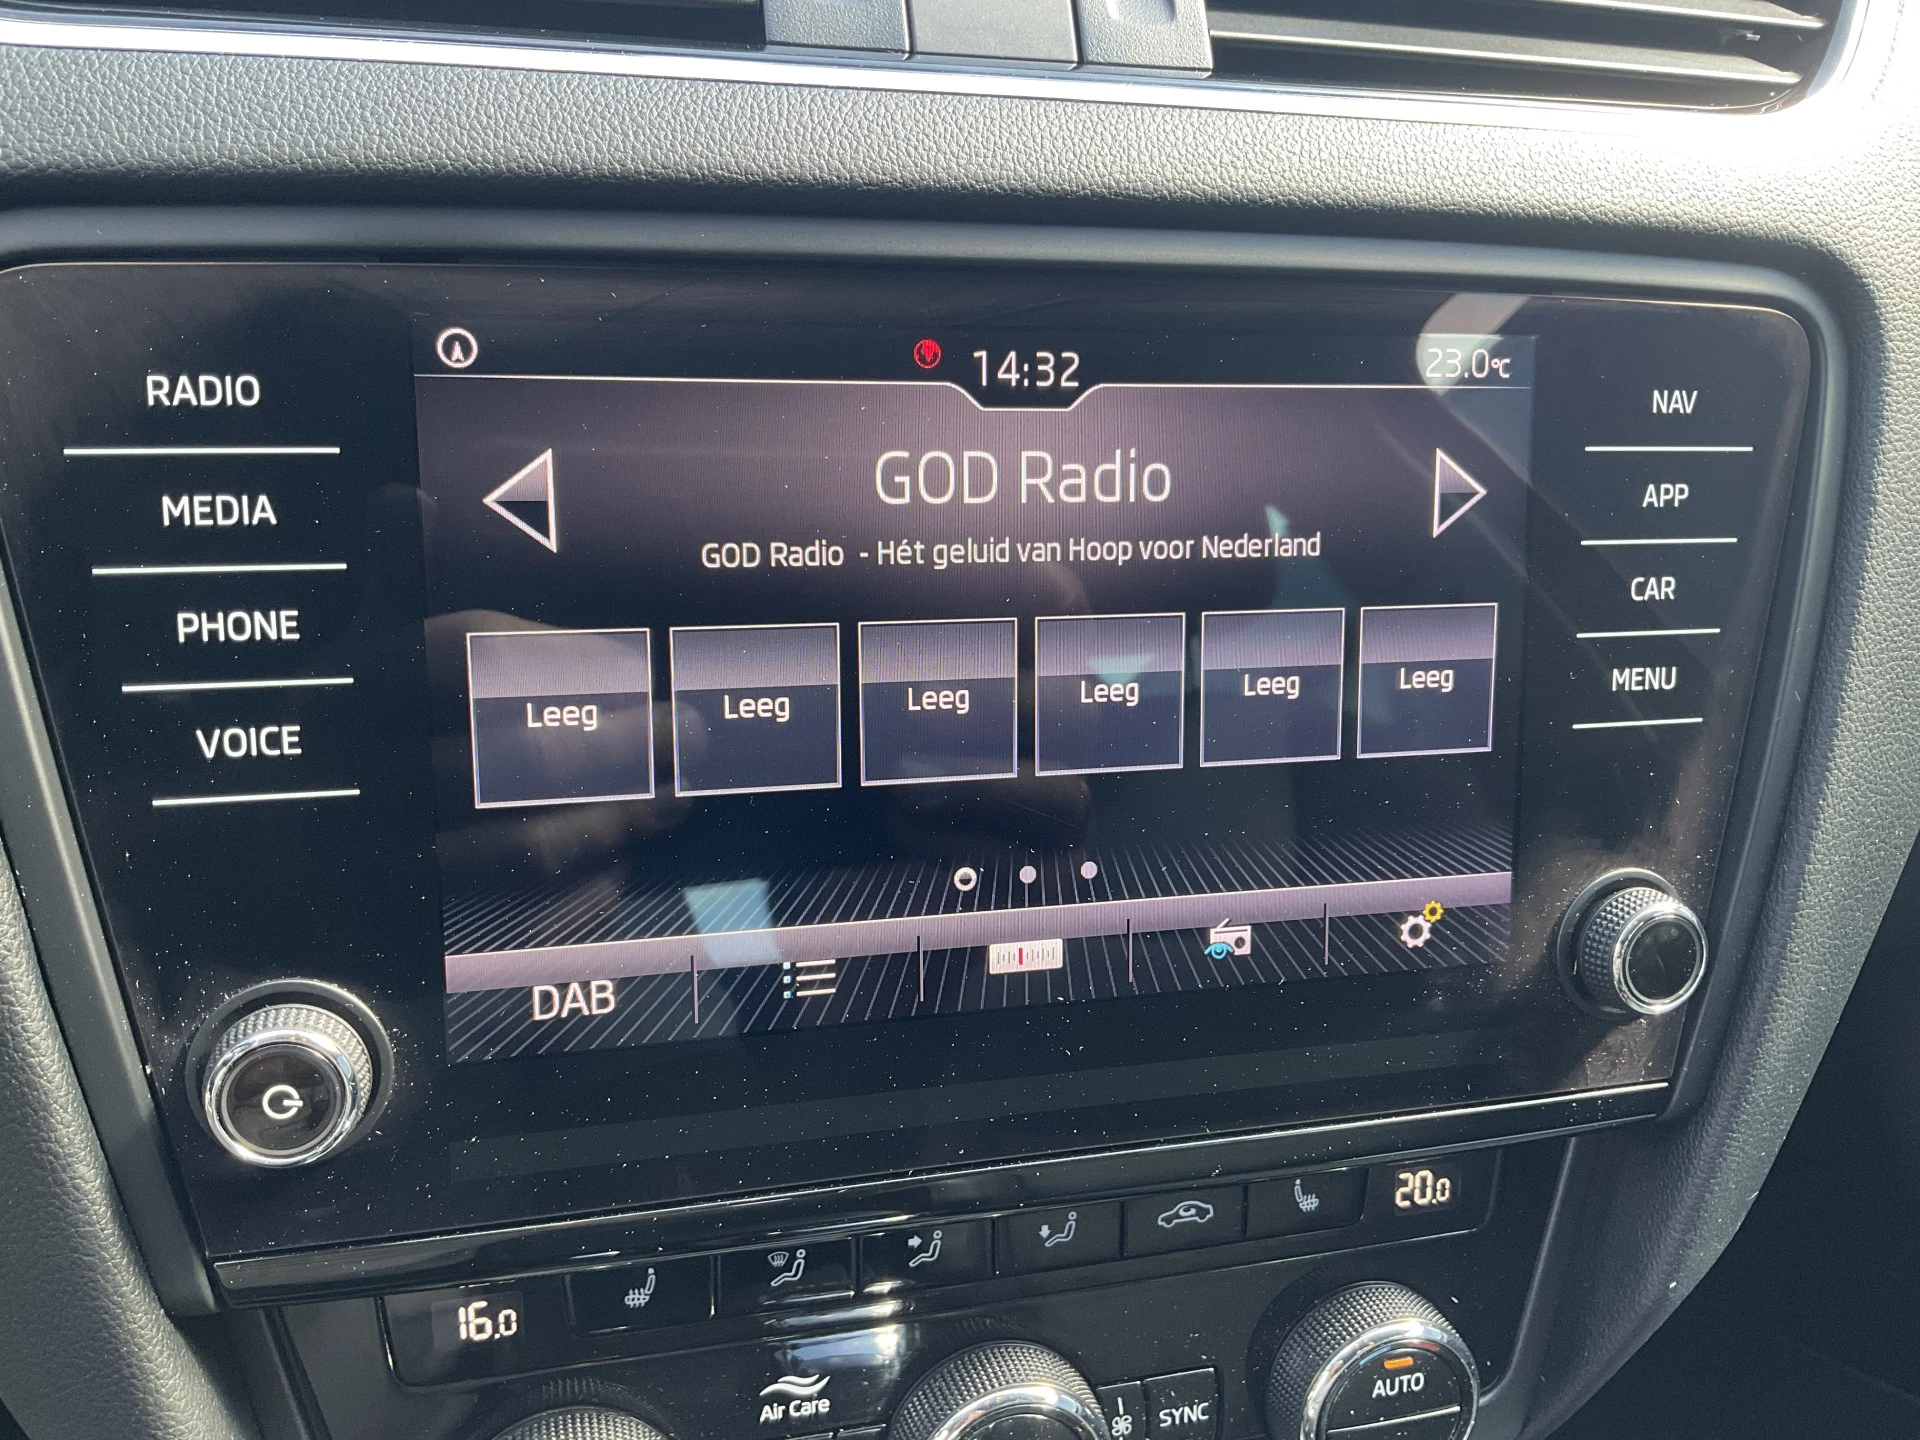 14:32
23.0°C
RADIO
MEDIA
PHONE
VOICE
GOD Radio
GOD Radio - Hét geluid van Hoop voor Nederland
Leeg
Leeg
Leeg
Leeg
Leeg
Leeg
DAB
NAV
APP
CAR
MENU
16.0
20.0
Air Care
SYNC
AUTO